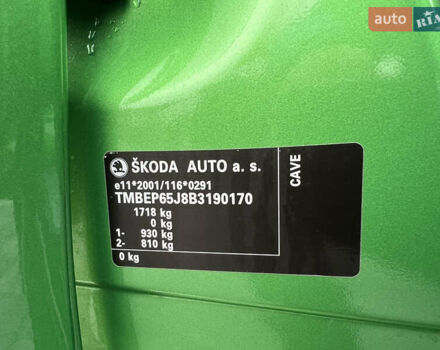 auto RIA
ŠKODA AUTO a. s.
e11*2001/116*0291
TMBEP65J8B3190170
1718 kg
0 kg
1- 930 kg
2- 810 kg
0 kg
CAVE